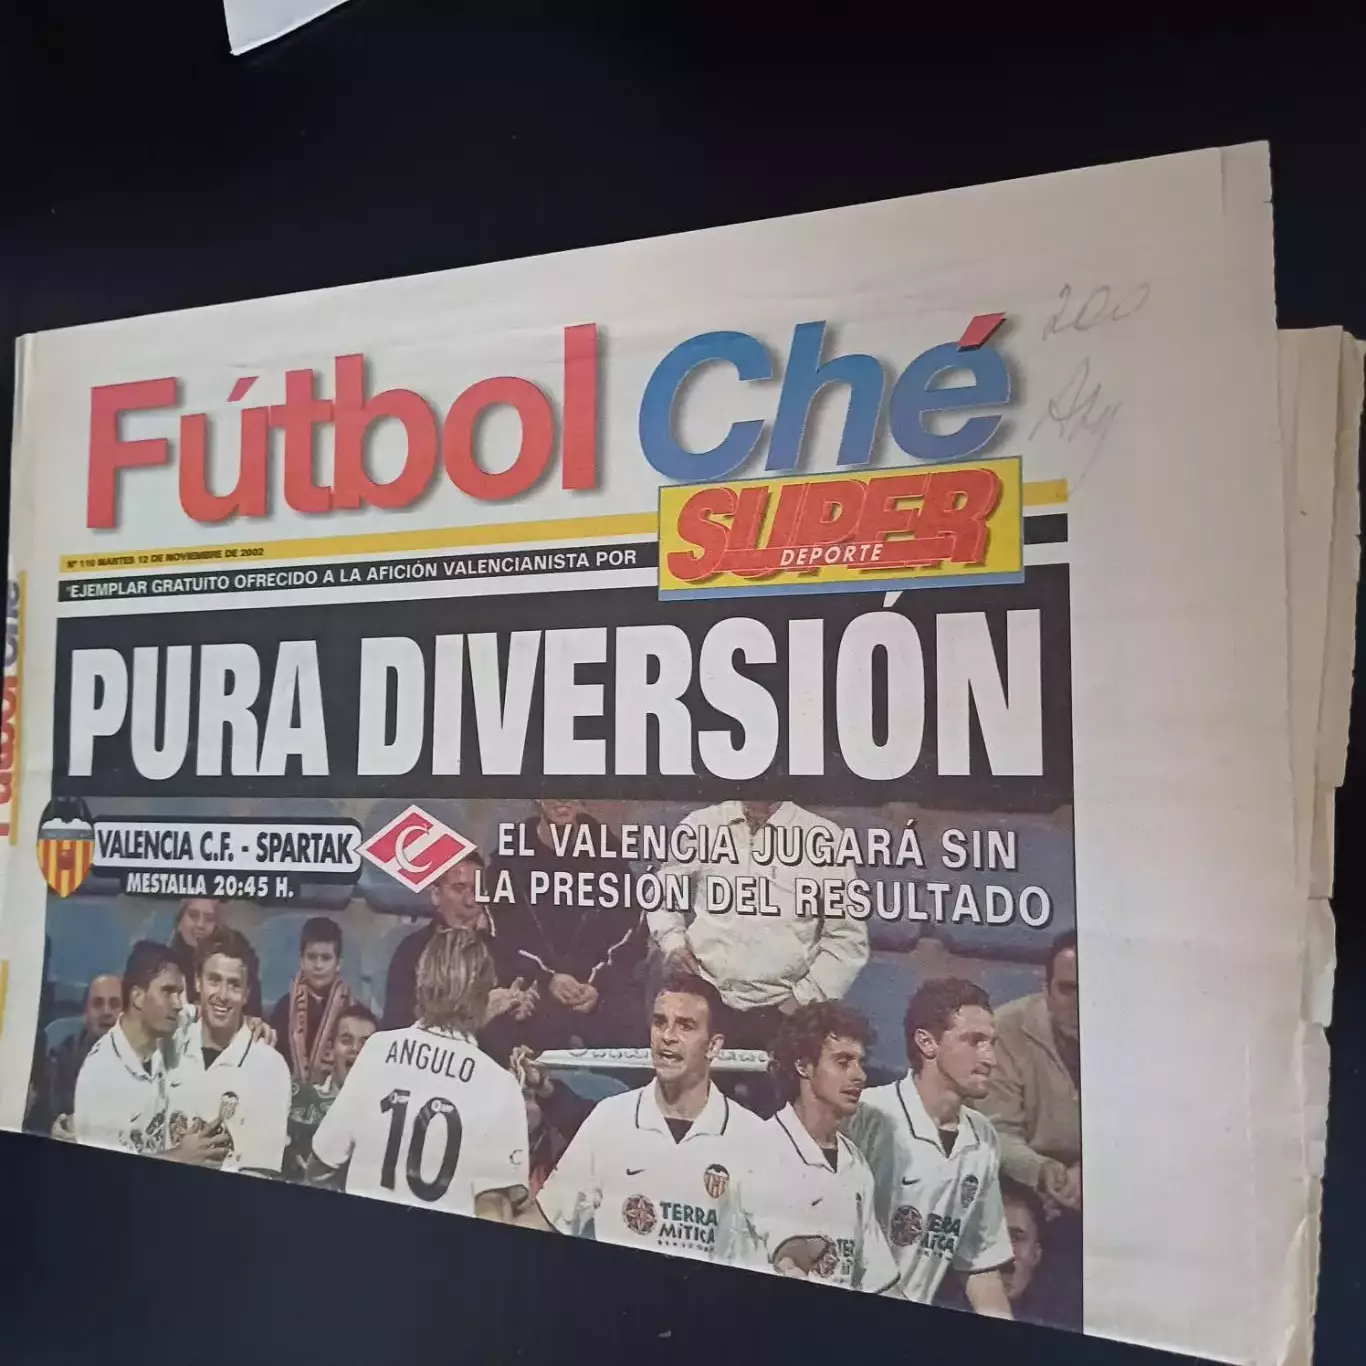 200
Fútbol Ché
SUPER
DEPORTE
Nº 110 MARTES 12 DE NOVIEMBRE DE 2002
'EJEMPLAR GRATUITO OFRECIDO A LA AFICIÓN VALENCIANISTA POR
PURA DIVERSIÓN
VALENCIA C.F. - SPARTAK
MESTALLA 20:45 H.
EL VALENCIA JUGARÁ SIN
LA PRESIÓN DEL RESULTADO
ANGULO
10
TERRA
MÍTICA
TERRA
MÍTICA